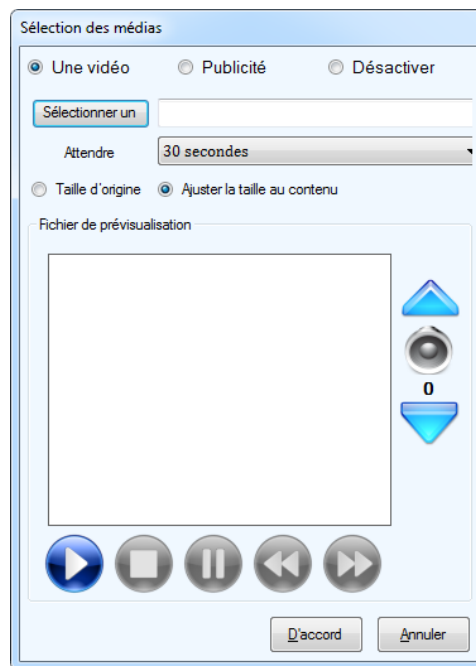 Sélection des médias
Une vidéo Publicité Désactiver
Sélectionner un
Attendre 30 secondes
Taille d'origine Ajuster la taille au contenu
Fichier de prévisualisation
0
D'accord Annuler